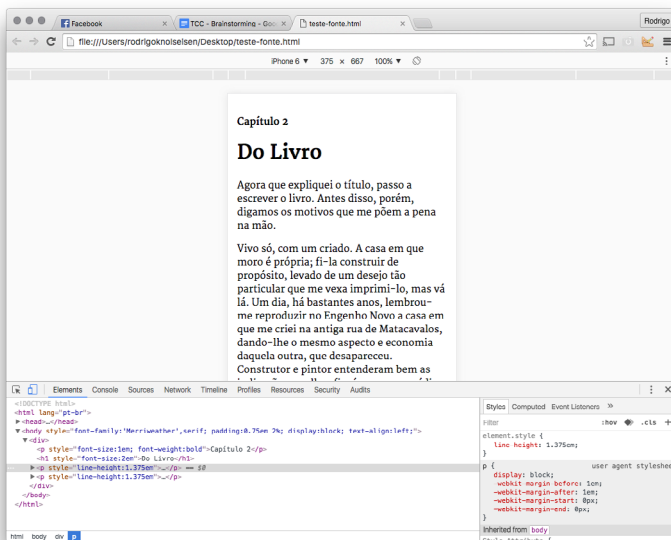 Facebook
TCC - Brainstorming - Goo
teste-fonte.html
Rodrigo
file:///Users/rodrigoknoiselsen/Desktop/teste-fonte.html
iPhone 6 ▼ 375 × 667 100% ▼
Capítulo 2
Do Livro
Agora que expliquei o título, passo a
escrever o livro. Antes disso, porém,
digamos os motivos que me põem a pena
na mão.
Vivo só, com um criado. A casa em que
moro é própria; fi-la construir de
propósito, levado de um desejo tão
particular que me vexa imprimi-lo, mas vá
lá. Um dia, há bastantes anos, lembrou-
me reproduzir no Engenho Novo a casa em
que me criei na antiga rua de Matacavalos,
dando-lhe o mesmo aspecto e economia
daquela outra, que desapareceu.
Construtor e pintor entenderam bem as
Elements Console Sources Network Timeline Profiles Resources Security Audits
<!DOCTYPE html>
<html lang="pt-br">
▶<head>…</head>
▼<body style="font-family:'Merriweather',serif; padding:0.75em 2%; display:block; text-align:left;">
▼<div>
<p style="font-size:1em; font-weight:bold">Capítulo 2</p>
<h1 style="font-size:2em">Do Livro</h1>
▶<p style="line-height:1.375em">…</p> == $0
▶<p style="line-height:1.375em">…</p>
</div>
</body>
</html>
html body div p
Styles Computed Event Listeners »
Filter :hov .cls +
element.style {
line-height: 1.375em;
}
p { user agent styleshee
display: block;
-webkit-margin-before: 1em;
-webkit-margin-after: 1em;
-webkit-margin-start: 0px;
-webkit-margin-end: 0px;
}
Inherited from body
Style Attribute {